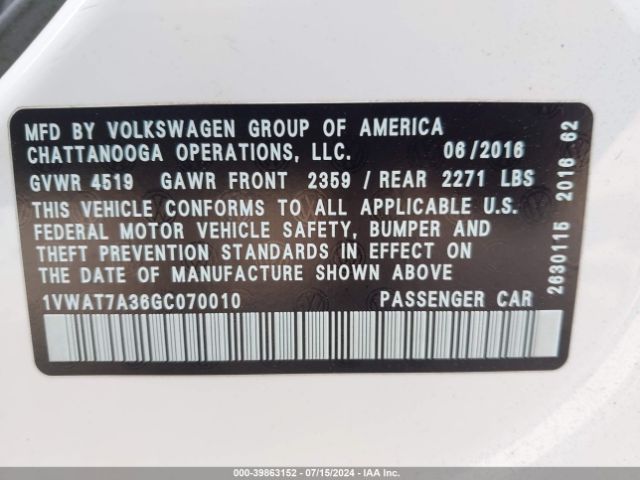 MFD BY VOLKSWAGEN GROUP OF AMERICA
CHATTANOOGA OPERATIONS, LLC. 06/2016
GVWR 4519 GAWR FRONT 2359 / REAR 2271 LBS
THIS VEHICLE CONFORMS TO ALL APPLICABLE U.S.
FEDERAL MOTOR VEHICLE SAFETY, BUMPER AND
THEFT PREVENTION STANDARDS IN EFFECT ON
THE DATE OF MANUFACTURE SHOWN ABOVE
1VWAT7A36GC070010 PASSENGER CAR
2630115 2016 62
000-39863152 - 07/15/2024 - IAA Inc.